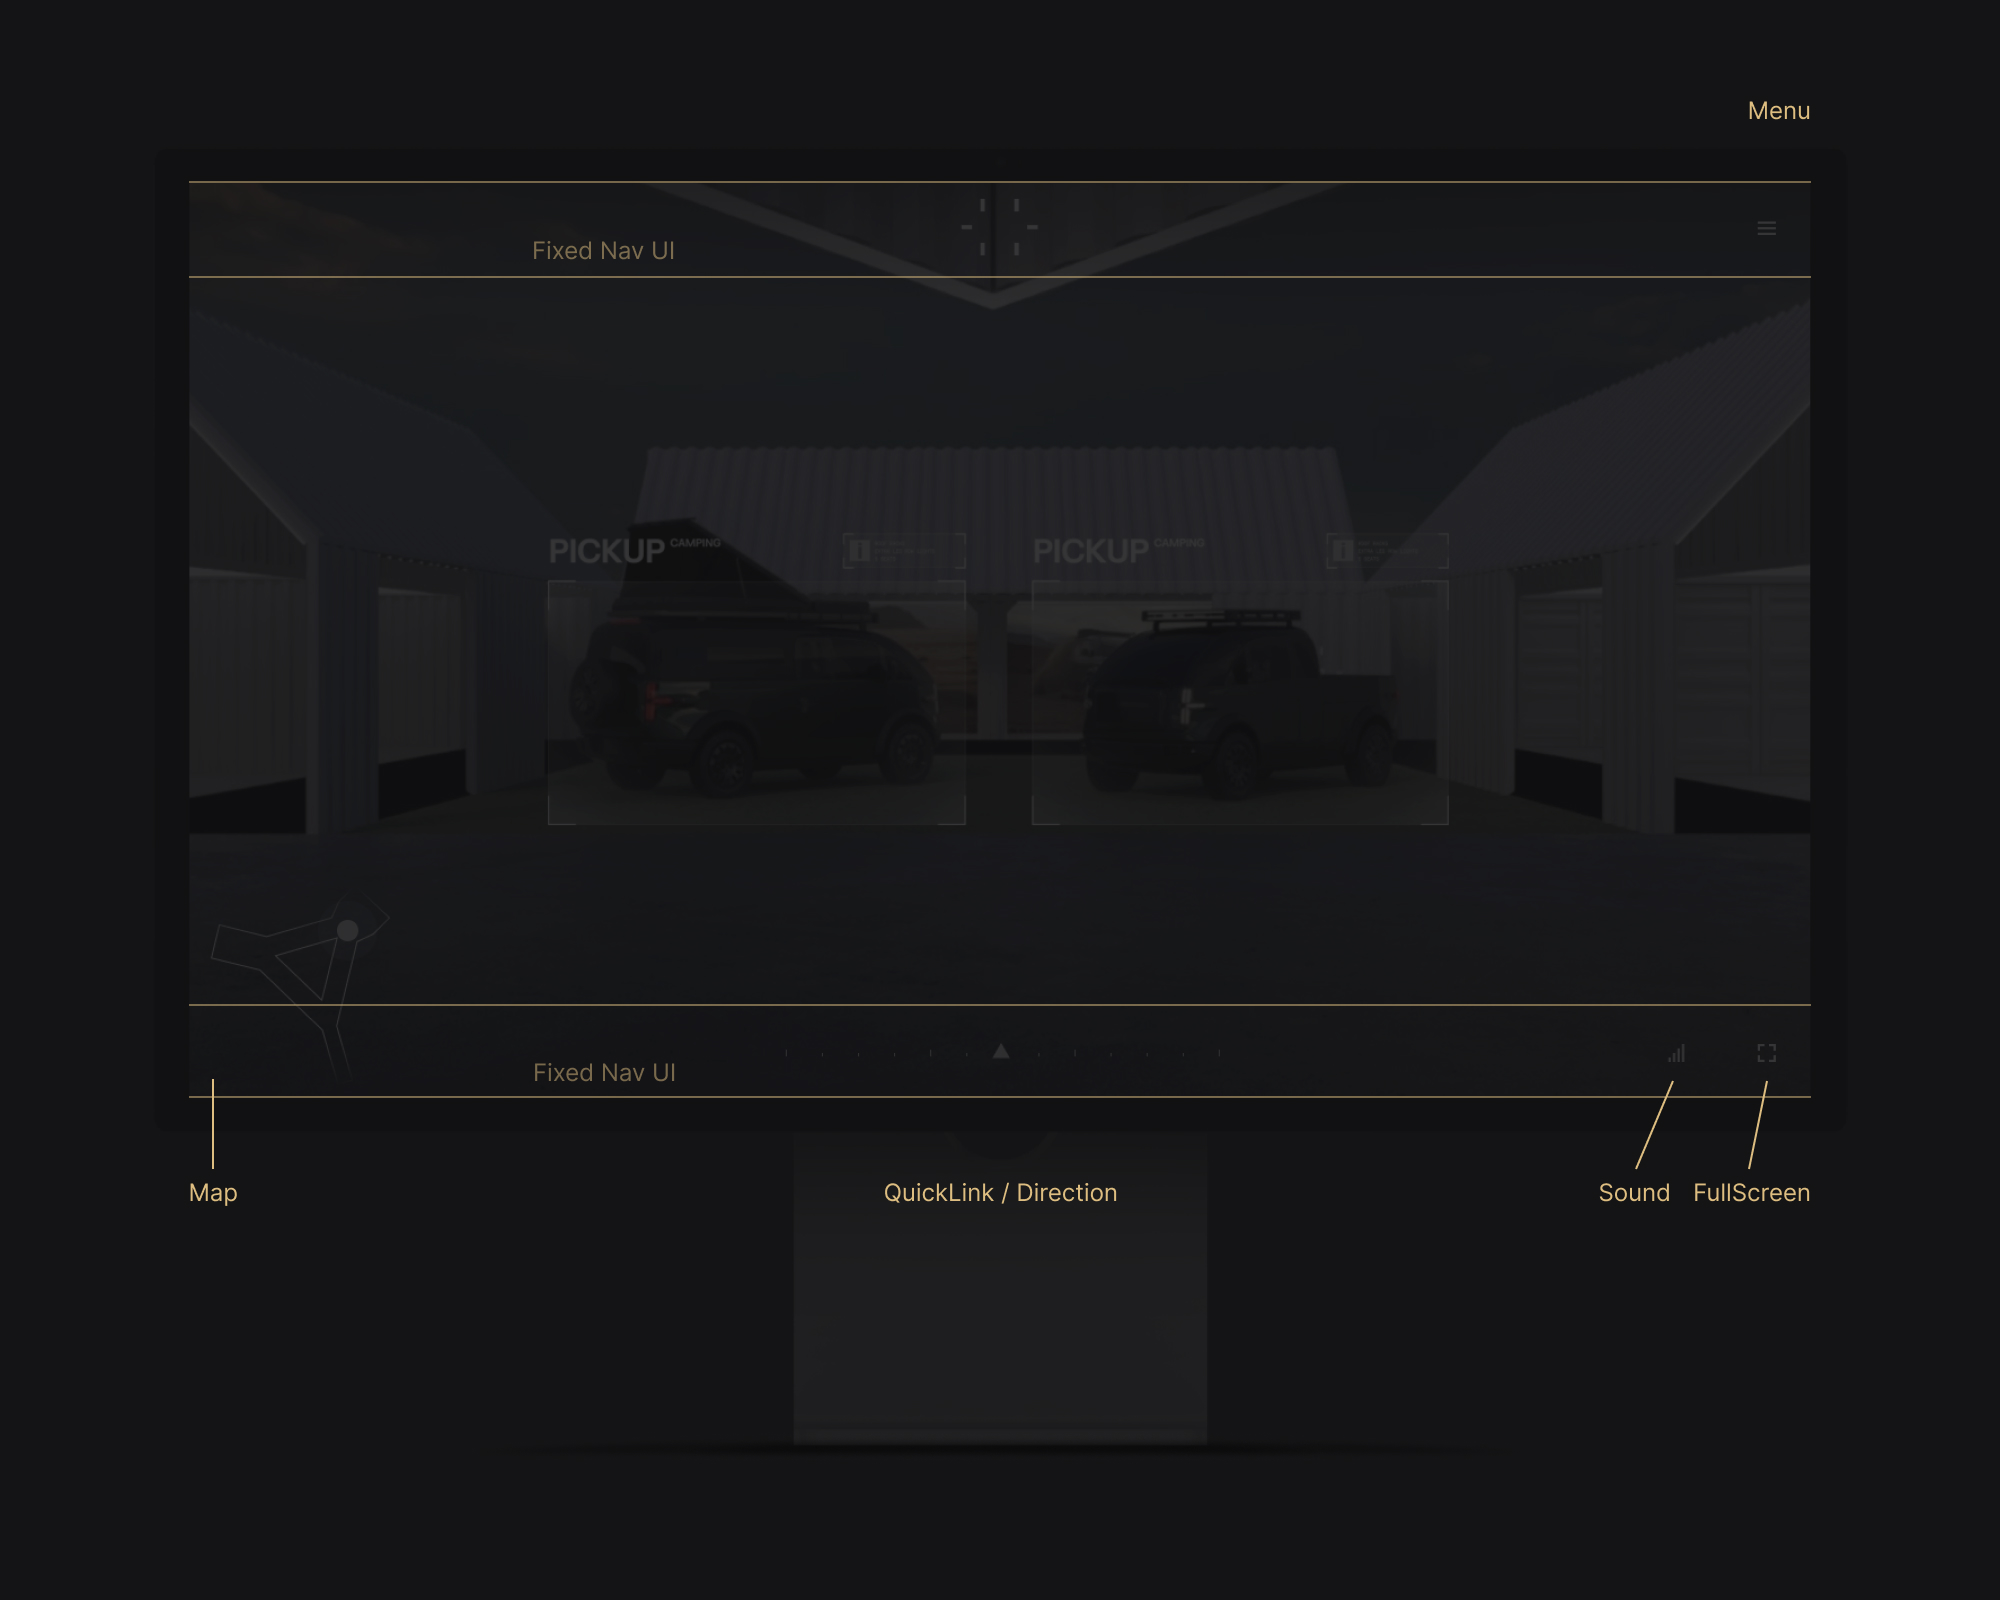 Menu
Fixed Nav UI
PICKUP CAMPING
PICKUP CAMPING
Fixed Nav UI
Map
QuickLink / Direction
Sound
FullScreen